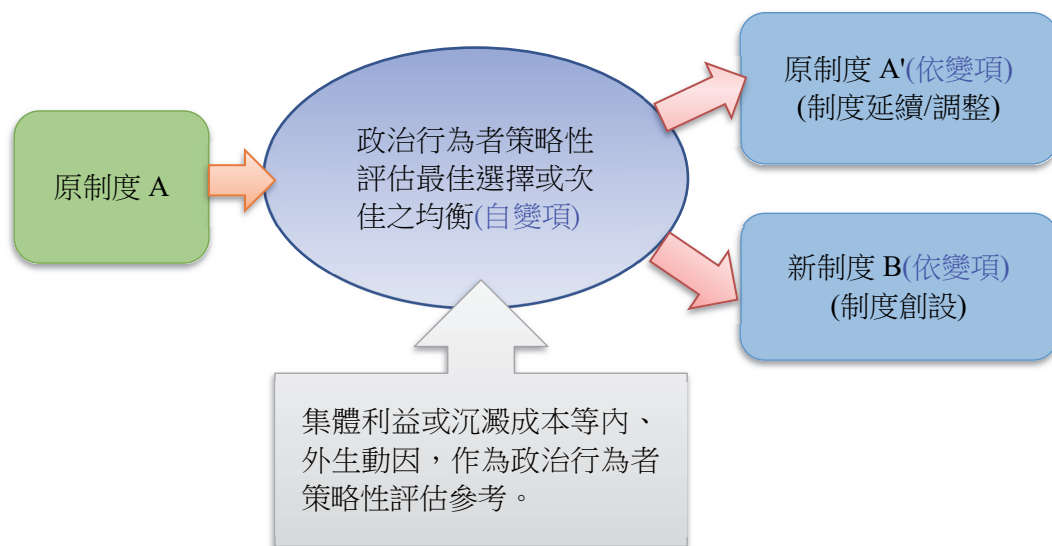 原制度 A
政治行為者策略性
評估最佳選擇或次
佳之均衡(自變項)
原制度 A'(依變項)
(制度延續/調整)
新制度 B(依變項)
(制度創設)
集體利益或沉澱成本等內、
外生動因，作為政治行為者
策略性評估參考。